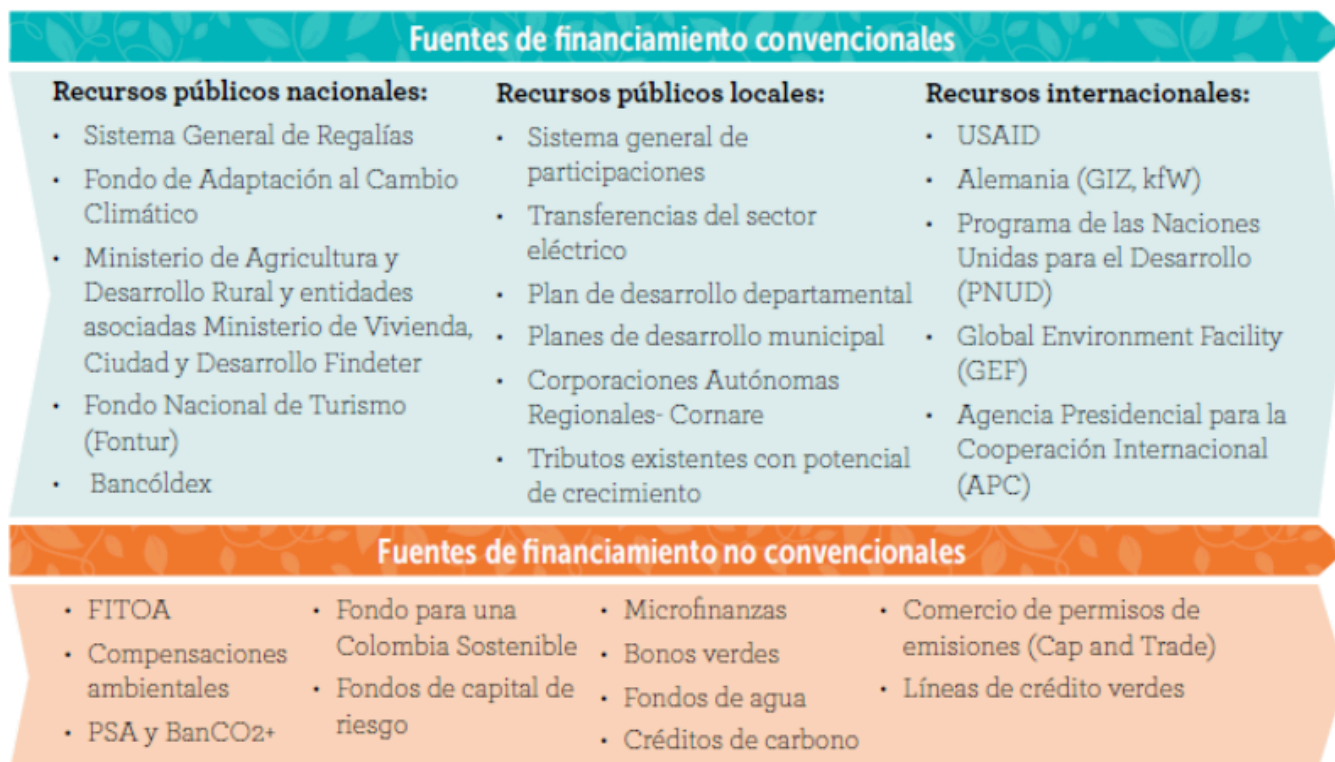 Fuentes de financiamiento convencionales
Recursos públicos nacionales:
• Sistema General de Regalías
• Fondo de Adaptación al Cambio
Climático
• Ministerio de Agricultura y
Desarrollo Rural y entidades
asociadas Ministerio de Vivienda,
Ciudad y Desarrollo Findeter
• Fondo Nacional de Turismo
(Fontur)
• Bancóldex
Recursos públicos locales:
• Sistema general de
participaciones
• Transferencias del sector
eléctrico
• Plan de desarrollo departamental
• Planes de desarrollo municipal
• Corporaciones Autónomas
Regionales- Cornare
• Tributos existentes con potencial
de crecimiento
Recursos internacionales:
• USAID
• Alemania (GIZ, kfW)
• Programa de las Naciones
Unidas para el Desarrollo
(PNUD)
• Global Environment Facility
(GEF)
• Agencia Presidencial para la
Cooperación Internacional
(APC)
Fuentes de financiamiento no convencionales
• FITOA
• Compensaciones
ambientales
• PSA y BanCO2+
• Fondo para una
Colombia Sostenible
• Fondos de capital de
riesgo
• Microfinanzas
• Bonos verdes
• Fondos de agua
• Créditos de carbono
• Comercio de permisos de
emisiones (Cap and Trade)
• Líneas de crédito verdes